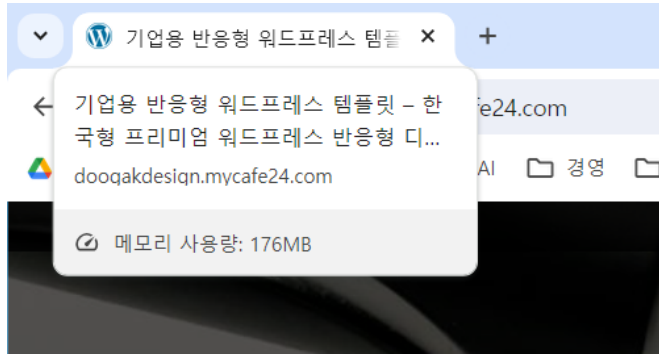 기업용 반응형 워드프레스 템플
기업용 반응형 워드프레스 템플릿 – 한
국형 프리미엄 워드프레스 반응형 디...
doogakdesign.mycafe24.com
메모리 사용량: 176MB
fe24.com
AI 경영